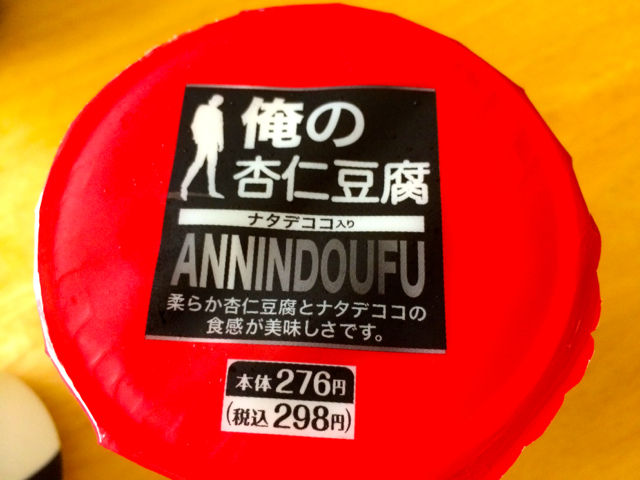 俺の
杏仁豆腐
ナタデココ入り
ANNINDOUFU
柔らか杏仁豆腐とナタデココの
食感が美味しさです。
本体276円
(税込298円)